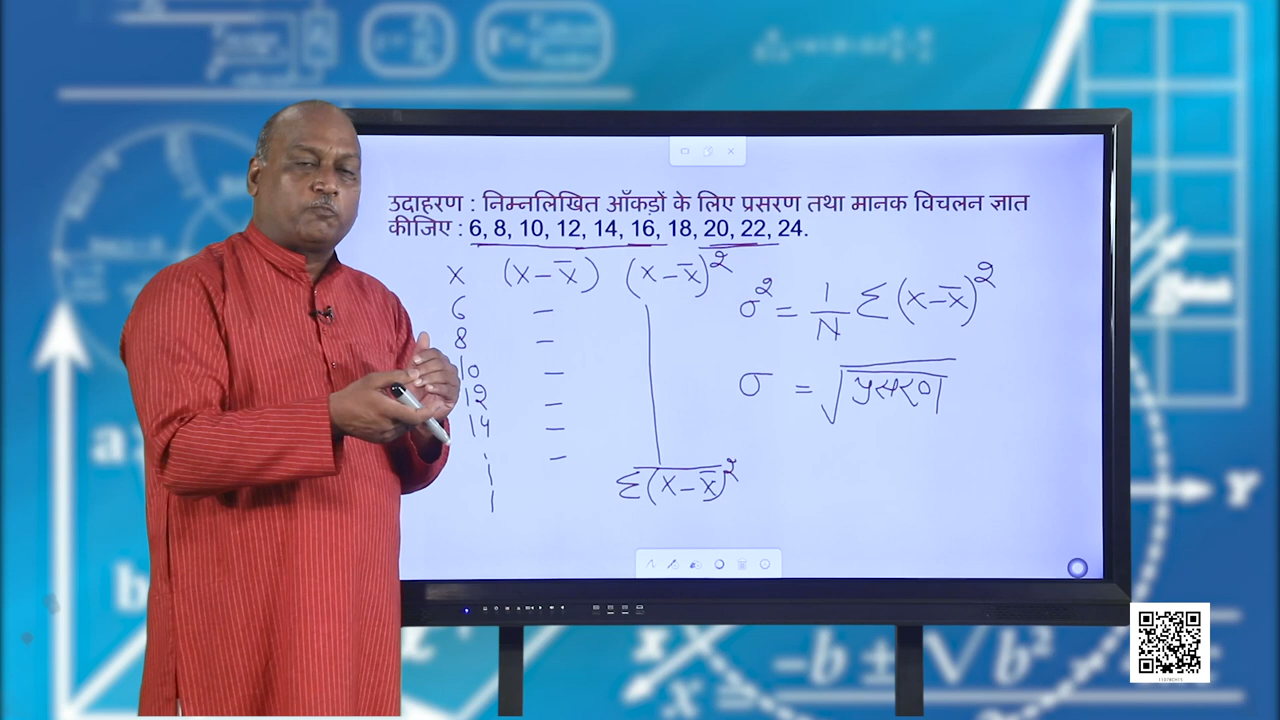 उदाहरण : निम्नलिखित आँकड़ों के लिए प्रसरण तथा मानक विचलन ज्ञात
कीजिए : 6, 8, 10, 12, 14, 16, 18, 20, 22, 24.
x (x-x̄) (x-x̄)²
6 -
8 -
10 -
12 -
14 -
Σ(x-x̄)²
σ² = 1/N Σ(x-x̄)²
σ = √प्रसरण
a
b
Y
x
x =
-b ± √b²